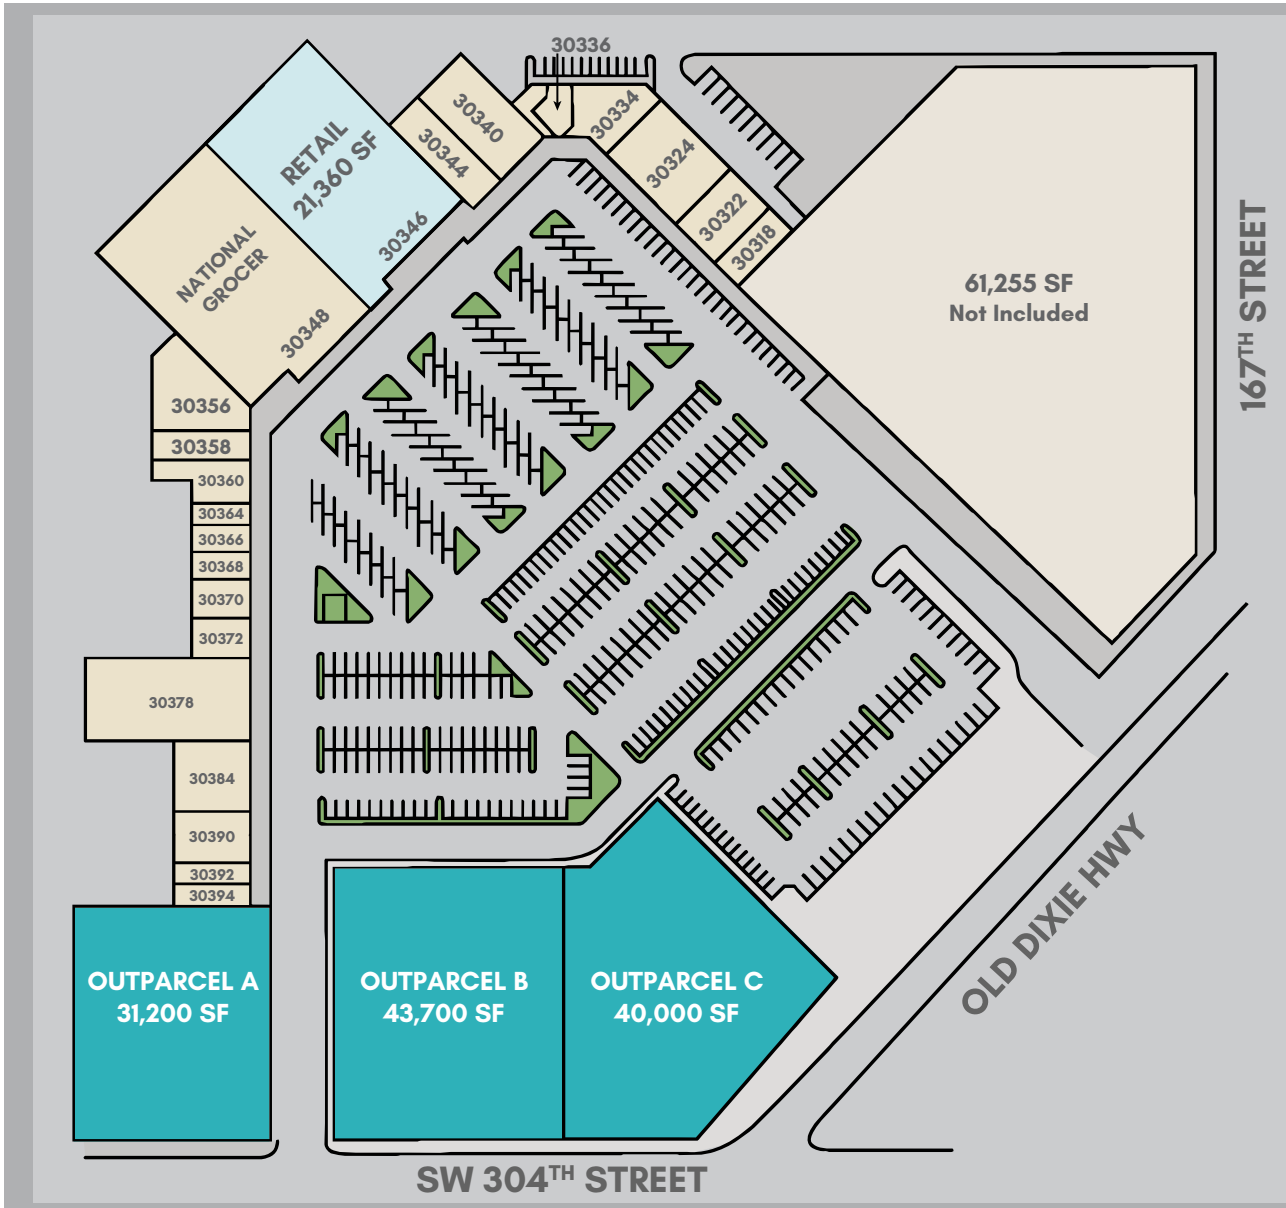 30336
30340
30334
30344
RETAIL
21,360 SF
30324
30346
30322
30318
NATIONAL
GROCER
30348
61,255 SF
Not Included
167TH STREET
30356
30358
30360
30364
30366
30368
30370
30372
30378
30384
30390
30392
30394
OUTPARCEL A
31,200 SF
OUTPARCEL B
43,700 SF
OUTPARCEL C
40,000 SF
OLD DIXIE HWY
SW 304TH STREET